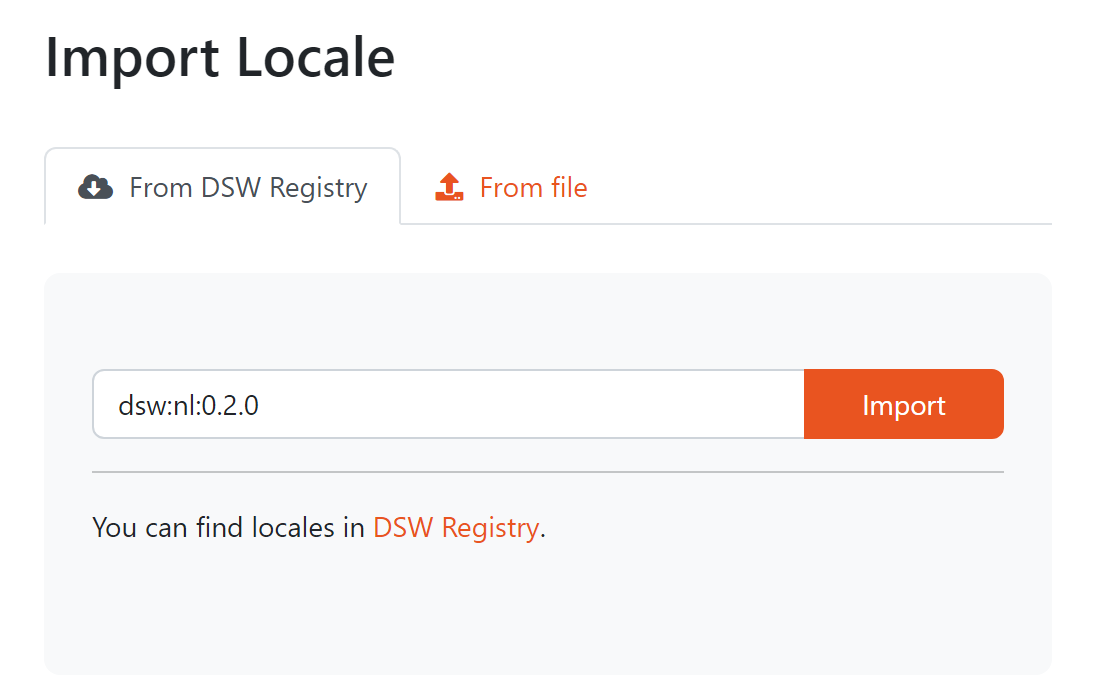 Import Locale
From DSW Registry
From file
dsw:nl:0.2.0
Import
You can find locales in DSW Registry.